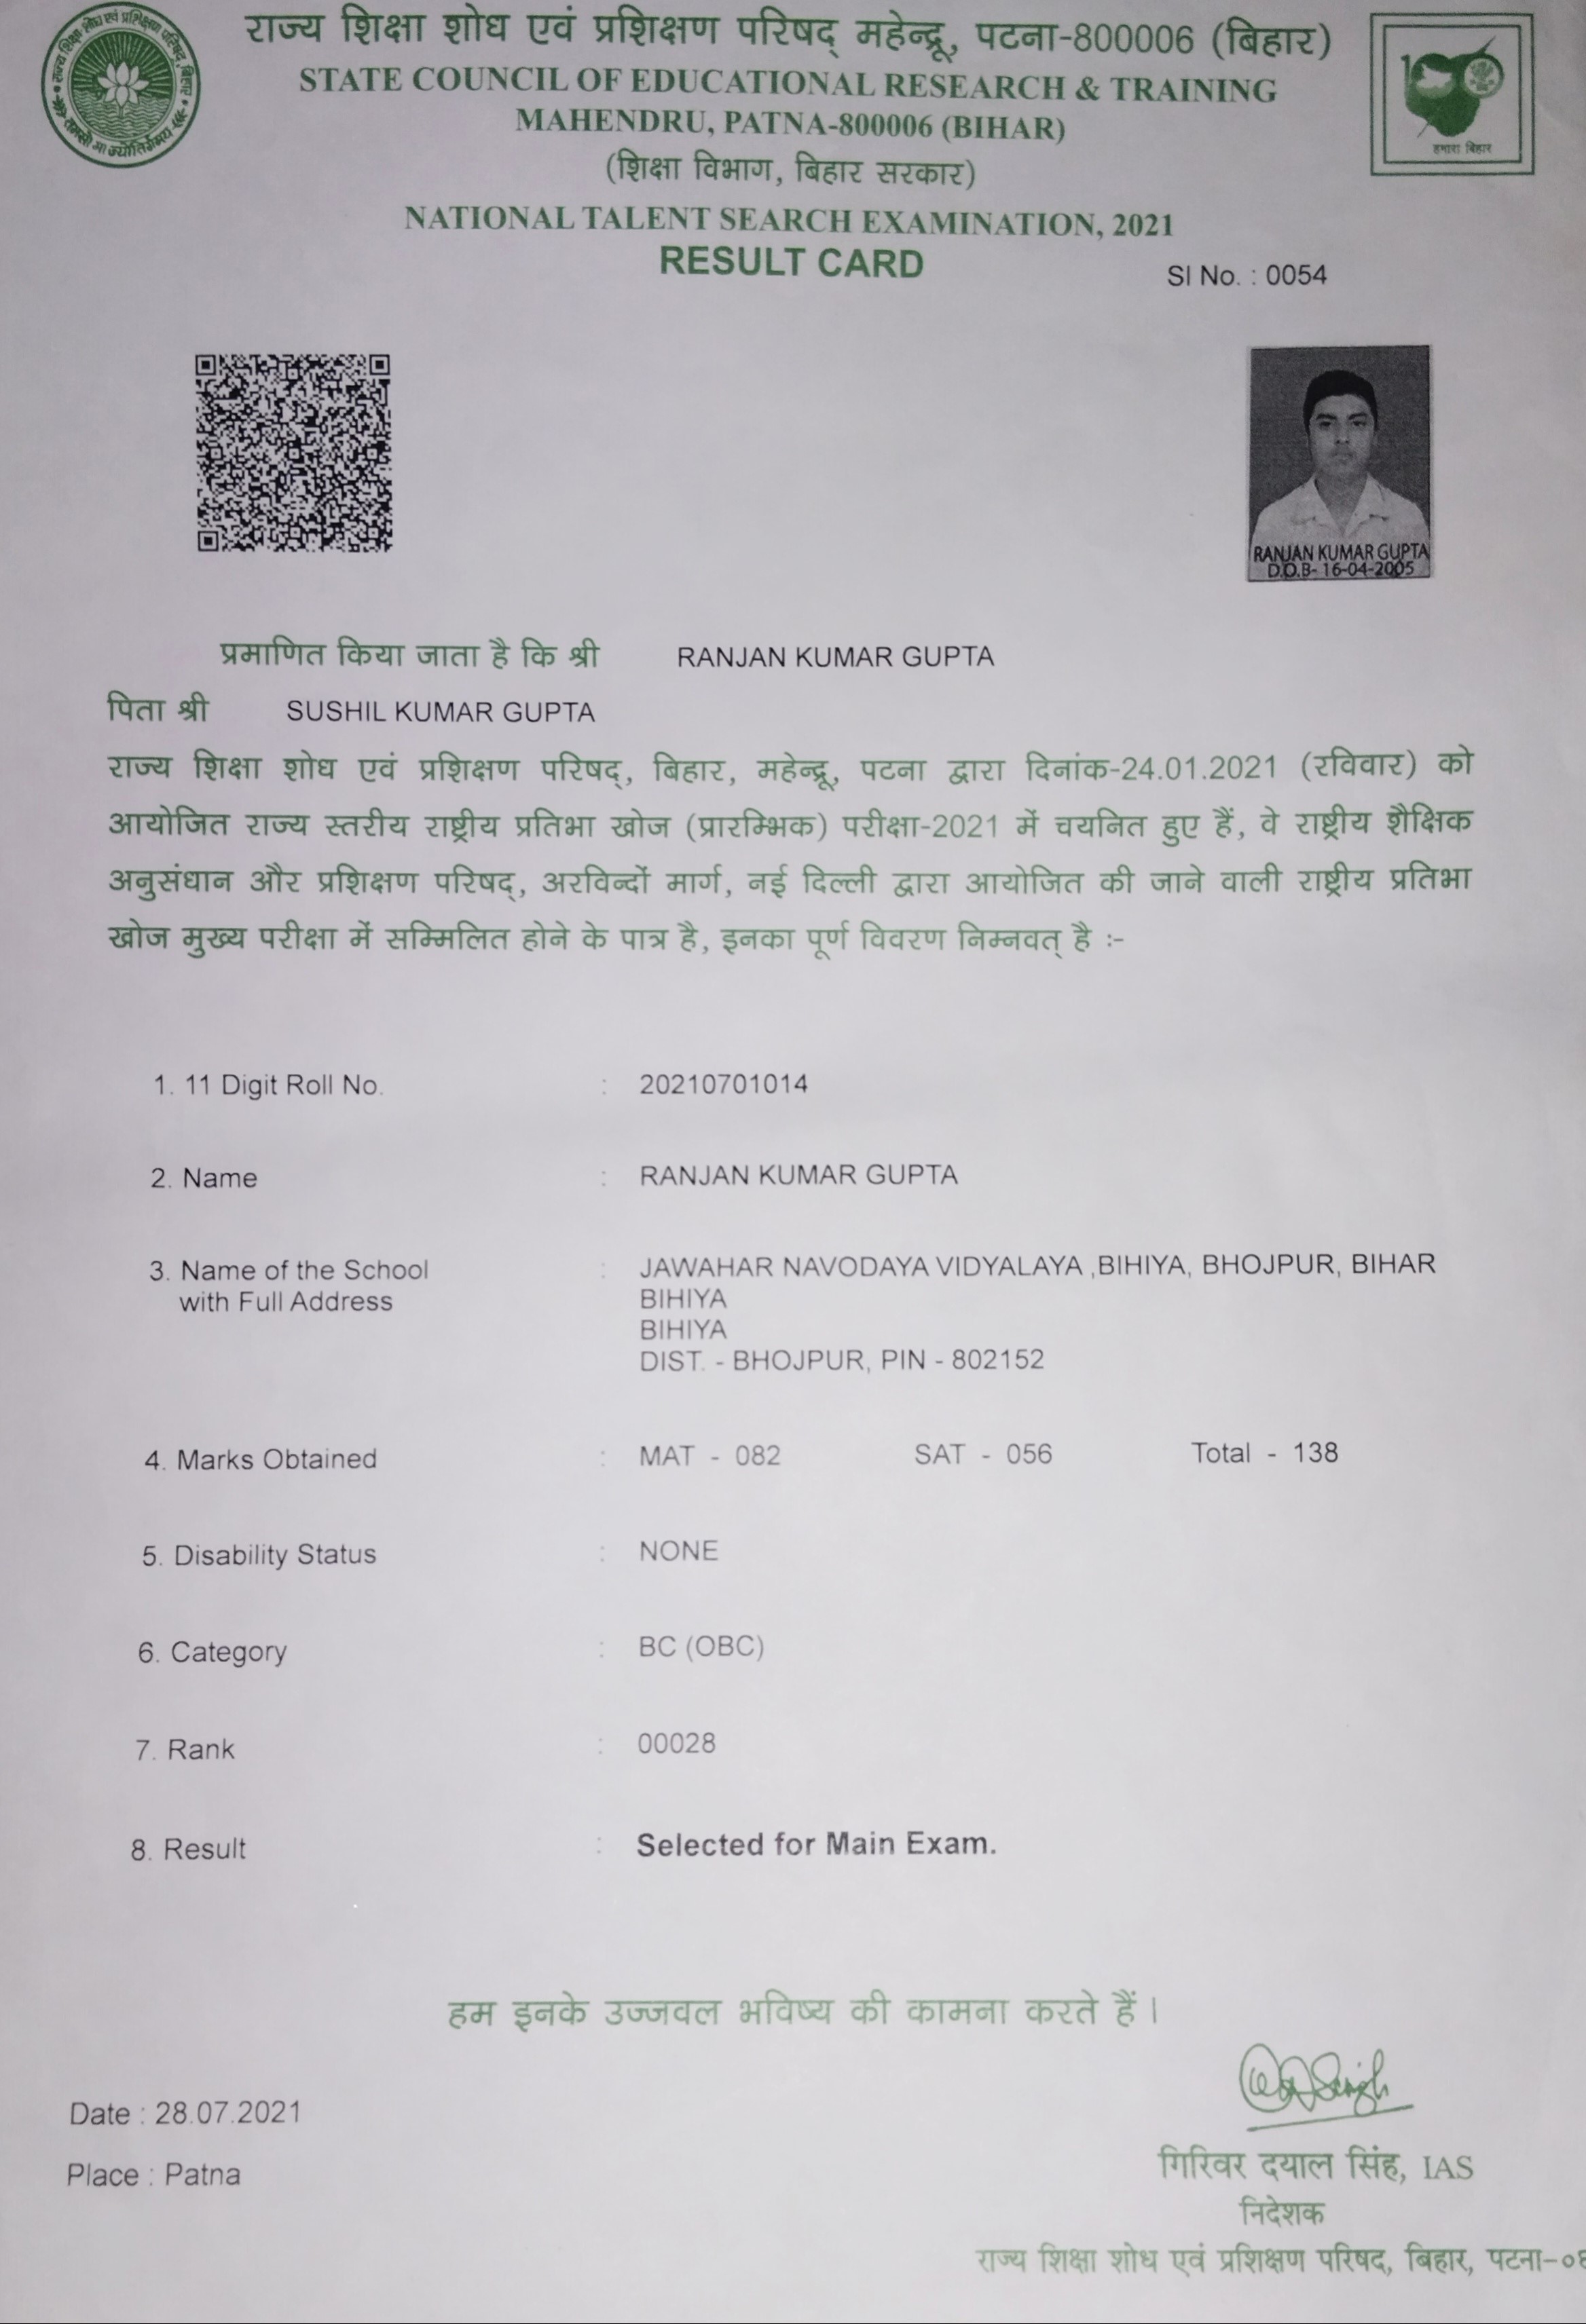 राज्य शिक्षा शोध एवं प्रशिक्षण परिषद् महेन्द्रू, पटना-800006 (बिहार)
STATE COUNCIL OF EDUCATIONAL RESEARCH & TRAINING
MAHENDRU, PATNA-800006 (BIHAR)
(शिक्षा विभाग, बिहार सरकार)
हमारा बिहार
NATIONAL TALENT SEARCH EXAMINATION, 2021
RESULT CARD
Sl No. : 0054
RANJAN KUMAR GUPTA
D.O.B- 16-04-2005
प्रमाणित किया जाता है कि श्री RANJAN KUMAR GUPTA
पिता श्री SUSHIL KUMAR GUPTA
राज्य शिक्षा शोध एवं प्रशिक्षण परिषद्, बिहार, महेन्द्रू, पटना द्वारा दिनांक-24.01.2021 (रविवार) को
आयोजित राज्य स्तरीय राष्ट्रीय प्रतिभा खोज (प्रारम्भिक) परीक्षा-2021 में चयनित हुए हैं, वे राष्ट्रीय शैक्षिक
अनुसंधान और प्रशिक्षण परिषद्, अरविन्दों मार्ग, नई दिल्ली द्वारा आयोजित की जाने वाली राष्ट्रीय प्रतिभा
खोज मुख्य परीक्षा में सम्मिलित होने के पात्र है, इनका पूर्ण विवरण निम्नवत् है :-
1. 11 Digit Roll No. : 20210701014
2. Name : RANJAN KUMAR GUPTA
3. Name of the School : JAWAHAR NAVODAYA VIDYALAYA ,BIHIYA, BHOJPUR, BIHAR
with Full Address BIHIYA
BIHIYA
DIST. - BHOJPUR, PIN - 802152
4. Marks Obtained : MAT - 082 SAT - 056 Total - 138
5. Disability Status : NONE
6. Category : BC (OBC)
7. Rank : 00028
8. Result : Selected for Main Exam.
हम इनके उज्जवल भविष्य की कामना करते हैं ।
Date : 28.07.2021
Place : Patna
गिरिवर दयाल सिंह, IAS
निदेशक
राज्य शिक्षा शोध एवं प्रशिक्षण परिषद, बिहार, पटना-०६